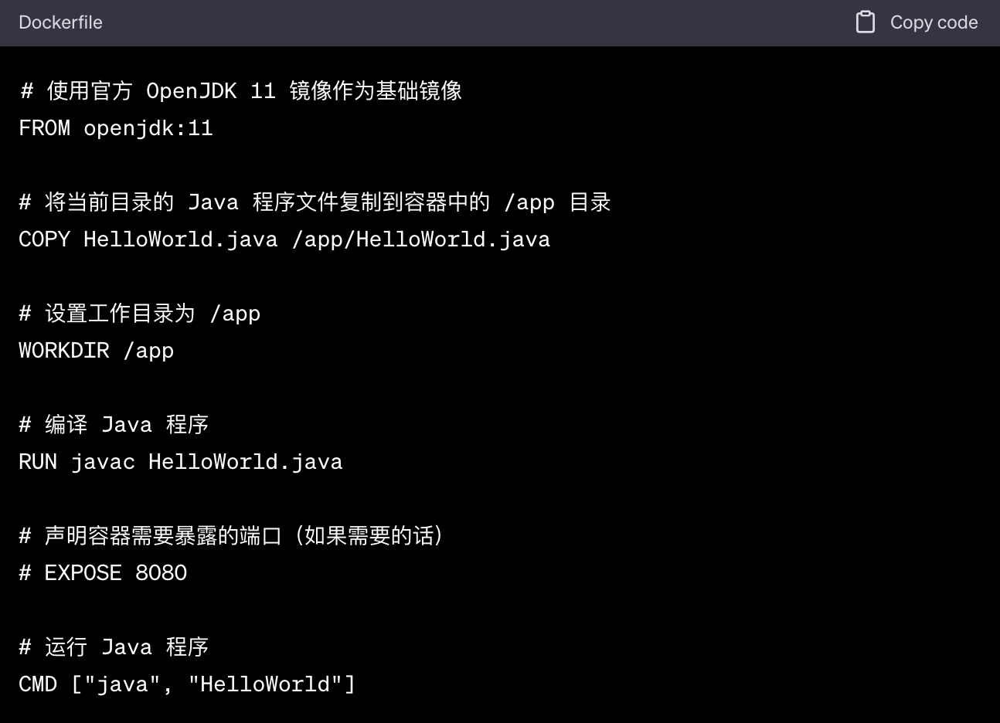 Dockerfile
Copy code
# 使用官方 OpenJDK 11 镜像作为基础镜像
FROM openjdk:11
# 将当前目录的 Java 程序文件复制到容器中的 /app 目录
COPY HelloWorld.java /app/HelloWorld.java
# 设置工作目录为 /app
WORKDIR /app
# 编译 Java 程序
RUN javac HelloWorld.java
# 声明容器需要暴露的端口（如果需要的话）
# EXPOSE 8080
# 运行 Java 程序
CMD ["java", "HelloWorld"]